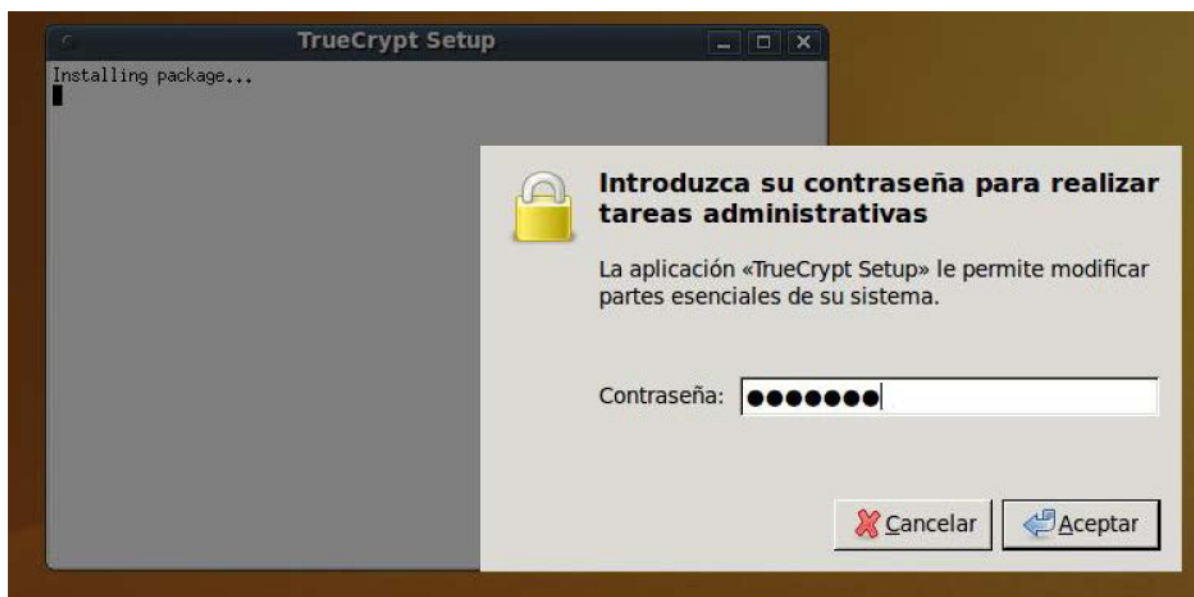 TrueCrypt Setup
Installing package...
Introduzca su contraseña para realizar
tareas administrativas
La aplicación «TrueCrypt Setup» le permite modificar
partes esenciales de su sistema.
Contraseña: ●●●●●●●
Cancelar Aceptar